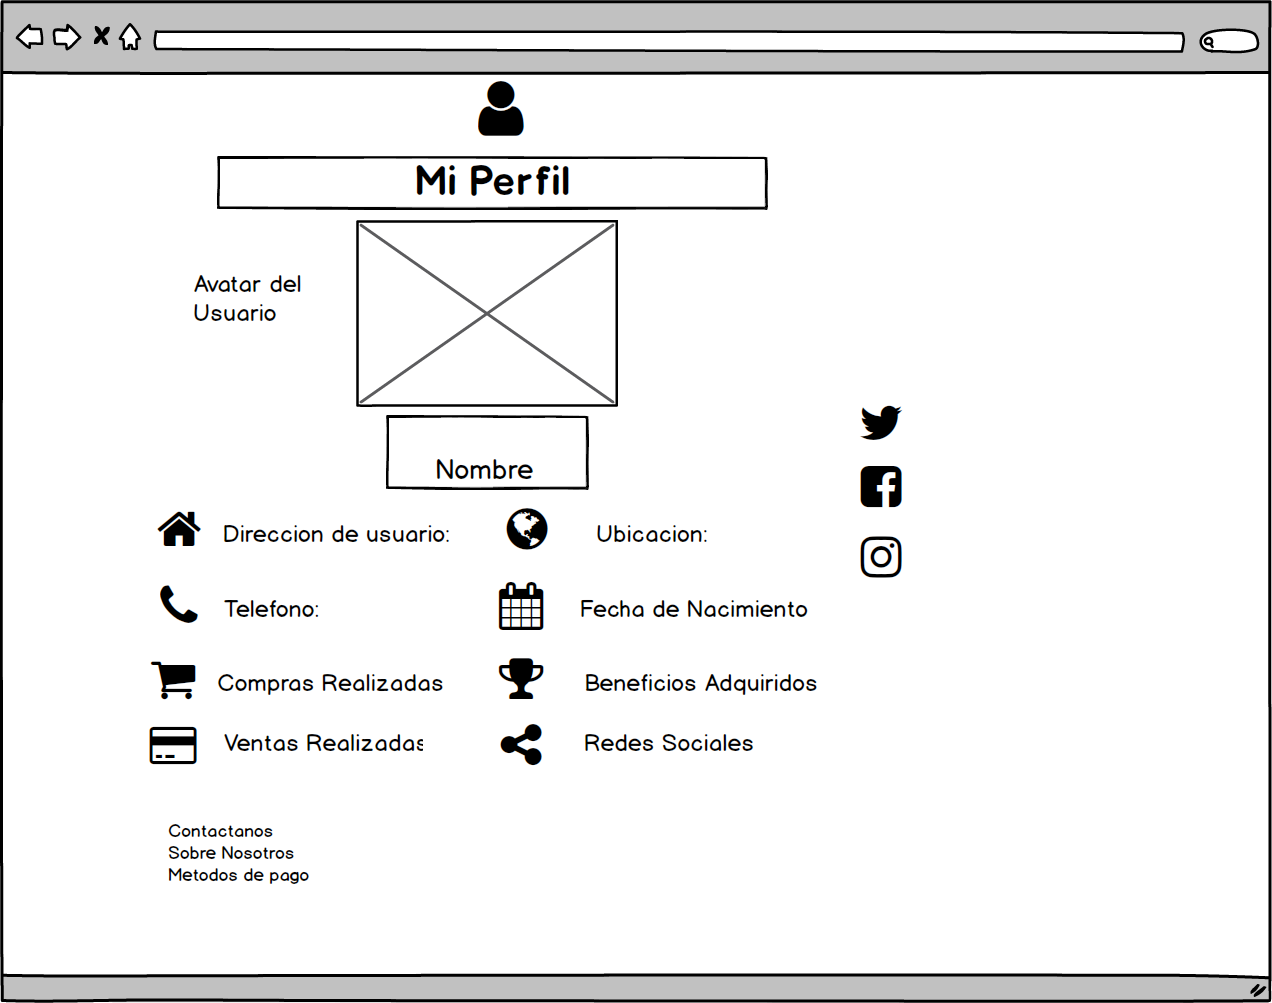 Mi Perfil
Avatar del
Usuario
Nombre
Direccion de usuario:
Ubicacion:
Telefono:
Fecha de Nacimiento
Compras Realizadas
Beneficios Adquiridos
Ventas Realizadas
Redes Sociales
Contactanos
Sobre Nosotros
Metodos de pago